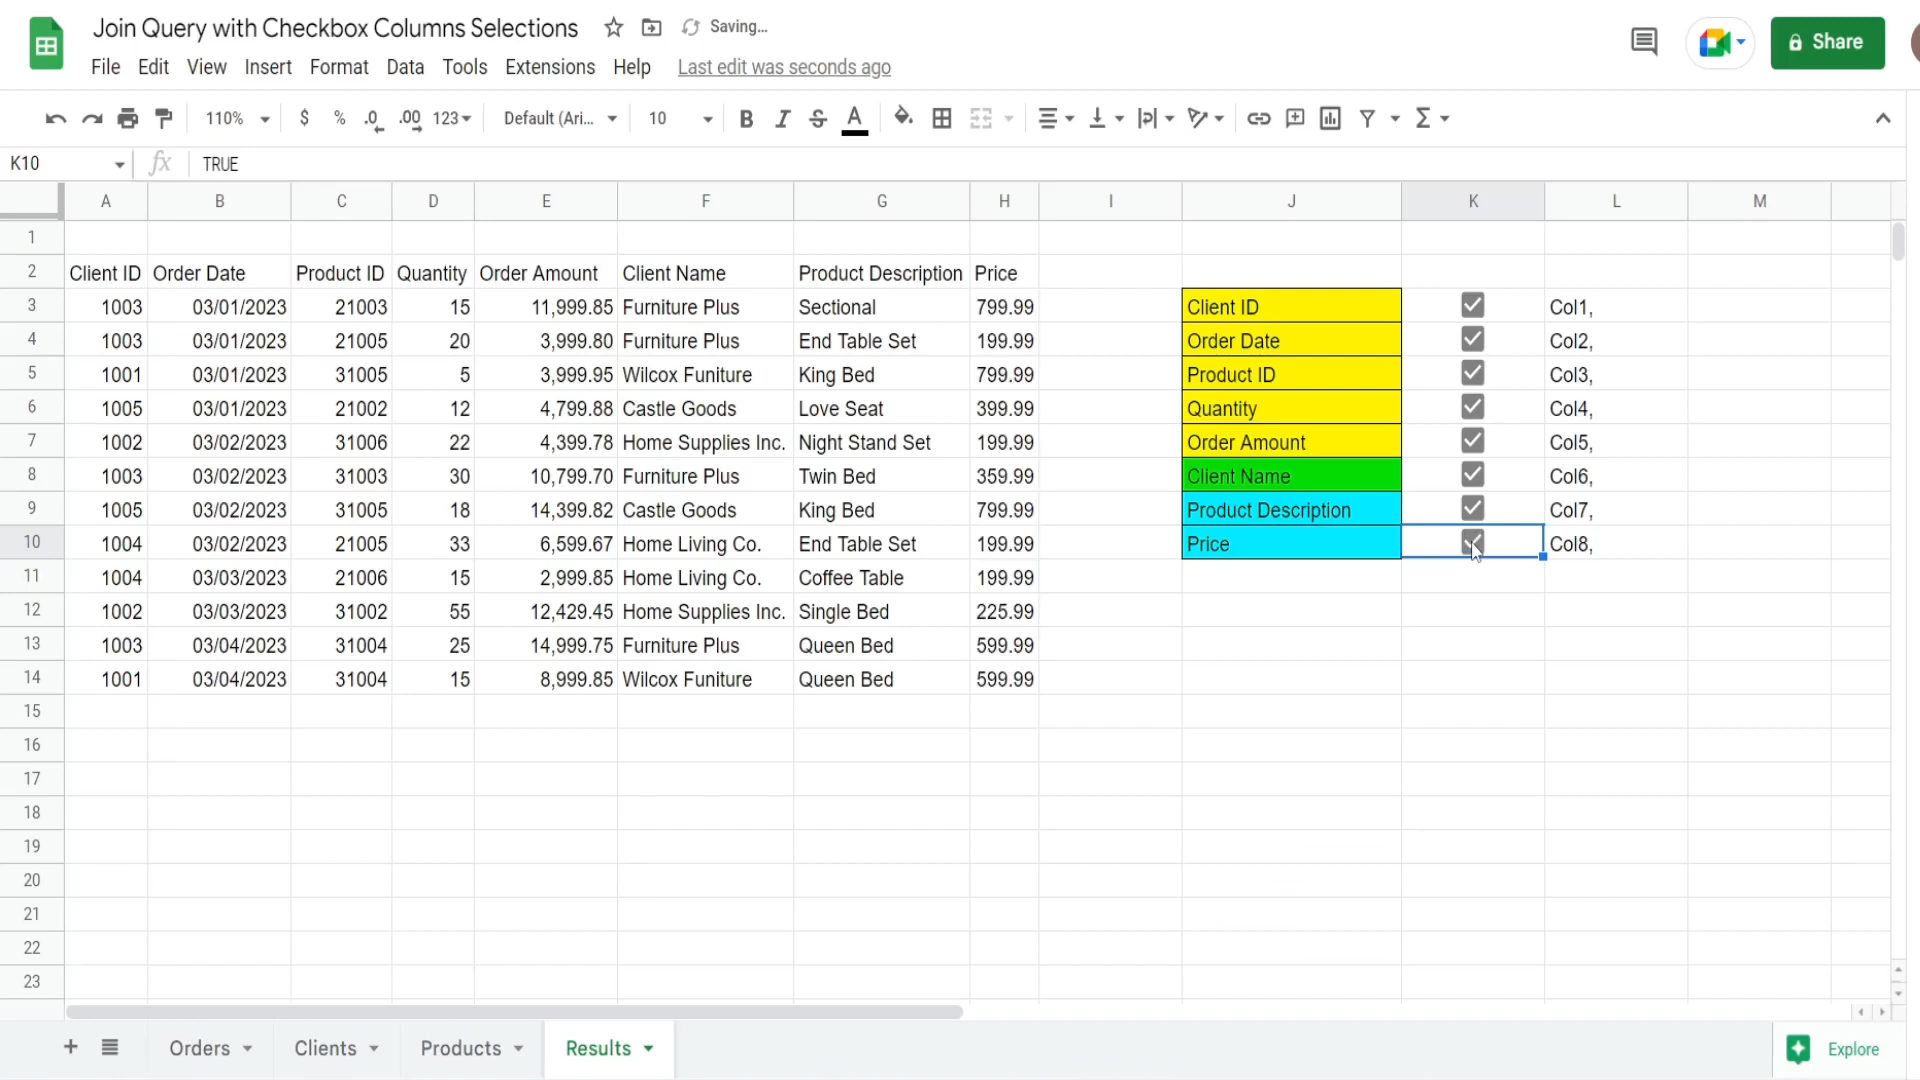 Join Query with Checkbox Columns Selections Saving...
File Edit View Insert Format Data Tools Extensions Help Last edit was seconds ago
Share
110% $ % .0 .00 123 Default (Ari... 10 B I S A
K10 fx TRUE
A B C D E F G H I J K L M
1
2 Client ID Order Date Product ID Quantity Order Amount Client Name Product Description Price
3 1003 03/01/2023 21003 15 11,999.85 Furniture Plus Sectional 799.99 Client ID Col1,
4 1003 03/01/2023 21005 20 3,999.80 Furniture Plus End Table Set 199.99 Order Date Col2,
5 1001 03/01/2023 31005 5 3,999.95 Wilcox Funiture King Bed 799.99 Product ID Col3,
6 1005 03/01/2023 21002 12 4,799.88 Castle Goods Love Seat 399.99 Quantity Col4,
7 1002 03/02/2023 31006 22 4,399.78 Home Supplies Inc. Night Stand Set 199.99 Order Amount Col5,
8 1003 03/02/2023 31003 30 10,799.70 Furniture Plus Twin Bed 359.99 Client Name Col6,
9 1005 03/02/2023 31005 18 14,399.82 Castle Goods King Bed 799.99 Product Description Col7,
10 1004 03/02/2023 21005 33 6,599.67 Home Living Co. End Table Set 199.99 Price Col8,
11 1004 03/03/2023 21006 15 2,999.85 Home Living Co. Coffee Table 199.99
12 1002 03/03/2023 31002 55 12,429.45 Home Supplies Inc. Single Bed 225.99
13 1003 03/04/2023 31004 25 14,999.75 Furniture Plus Queen Bed 599.99
14 1001 03/04/2023 31004 15 8,999.85 Wilcox Funiture Queen Bed 599.99
15
16
17
18
19
20
21
22
23
Orders Clients Products Results Explore